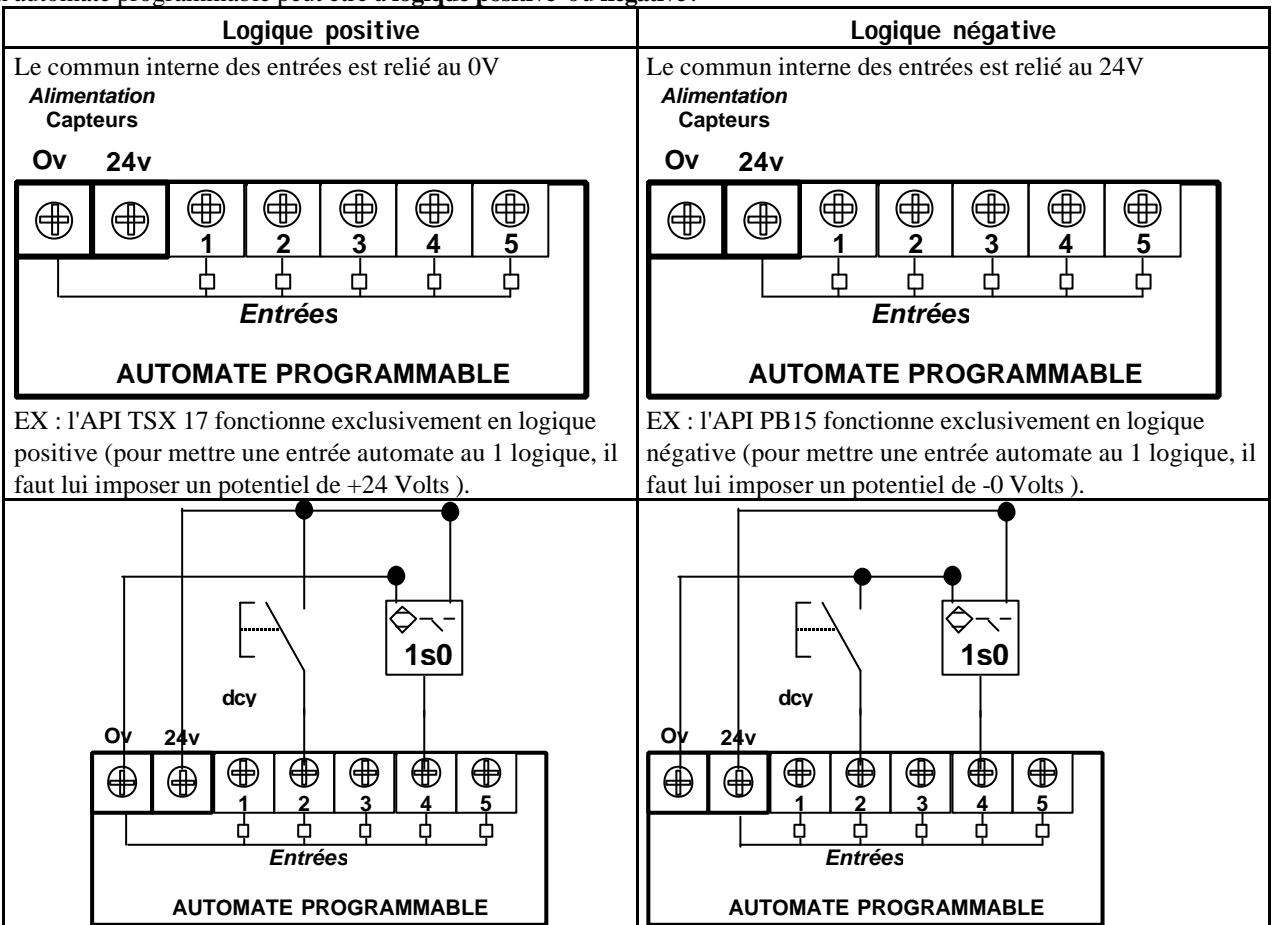 l'automate programmable peut être à logique positive ou négative.
Logique positive
Le commun interne des entrées est relié au 0V
Alimentation
Capteurs
Ov 24v
1 2 3 4 5
Entrées
AUTOMATE PROGRAMMABLE
EX : l'API TSX 17 fonctionne exclusivement en logique
positive (pour mettre une entrée automate au 1 logique, il
faut lui imposer un potentiel de +24 Volts ).
Logique négative
Le commun interne des entrées est relié au 24V
Alimentation
Capteurs
Ov 24v
1 2 3 4 5
Entrées
AUTOMATE PROGRAMMABLE
EX : l'API PB15 fonctionne exclusivement en logique
négative (pour mettre une entrée automate au 1 logique, il
faut lui imposer un potentiel de -0 Volts ).
1s0
dcy
Ov 24v
1 2 3 4 5
Entrées
AUTOMATE PROGRAMMABLE
1s0
dcy
Ov 24v
1 2 3 4 5
Entrées
AUTOMATE PROGRAMMABLE